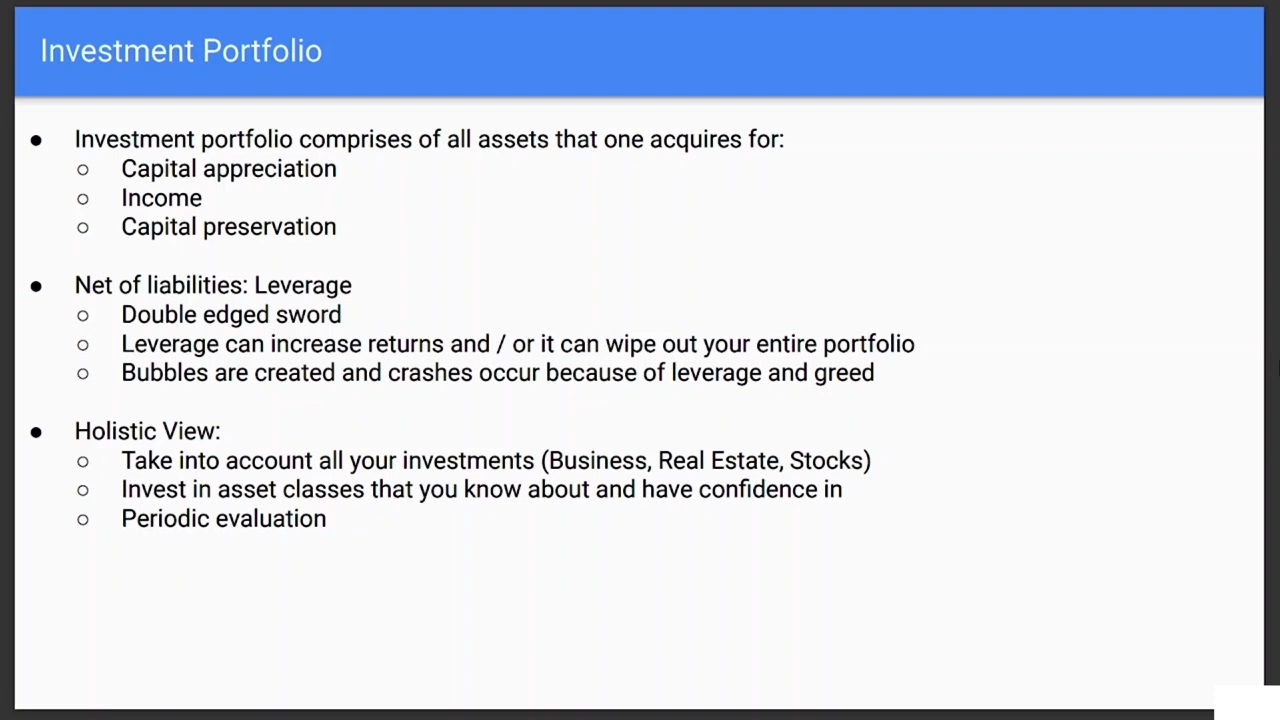 Investment Portfolio
● Investment portfolio comprises of all assets that one acquires for:
○ Capital appreciation
○ Income
○ Capital preservation
● Net of liabilities: Leverage
○ Double edged sword
○ Leverage can increase returns and / or it can wipe out your entire portfolio
○ Bubbles are created and crashes occur because of leverage and greed
● Holistic View:
○ Take into account all your investments (Business, Real Estate, Stocks)
○ Invest in asset classes that you know about and have confidence in
○ Periodic evaluation